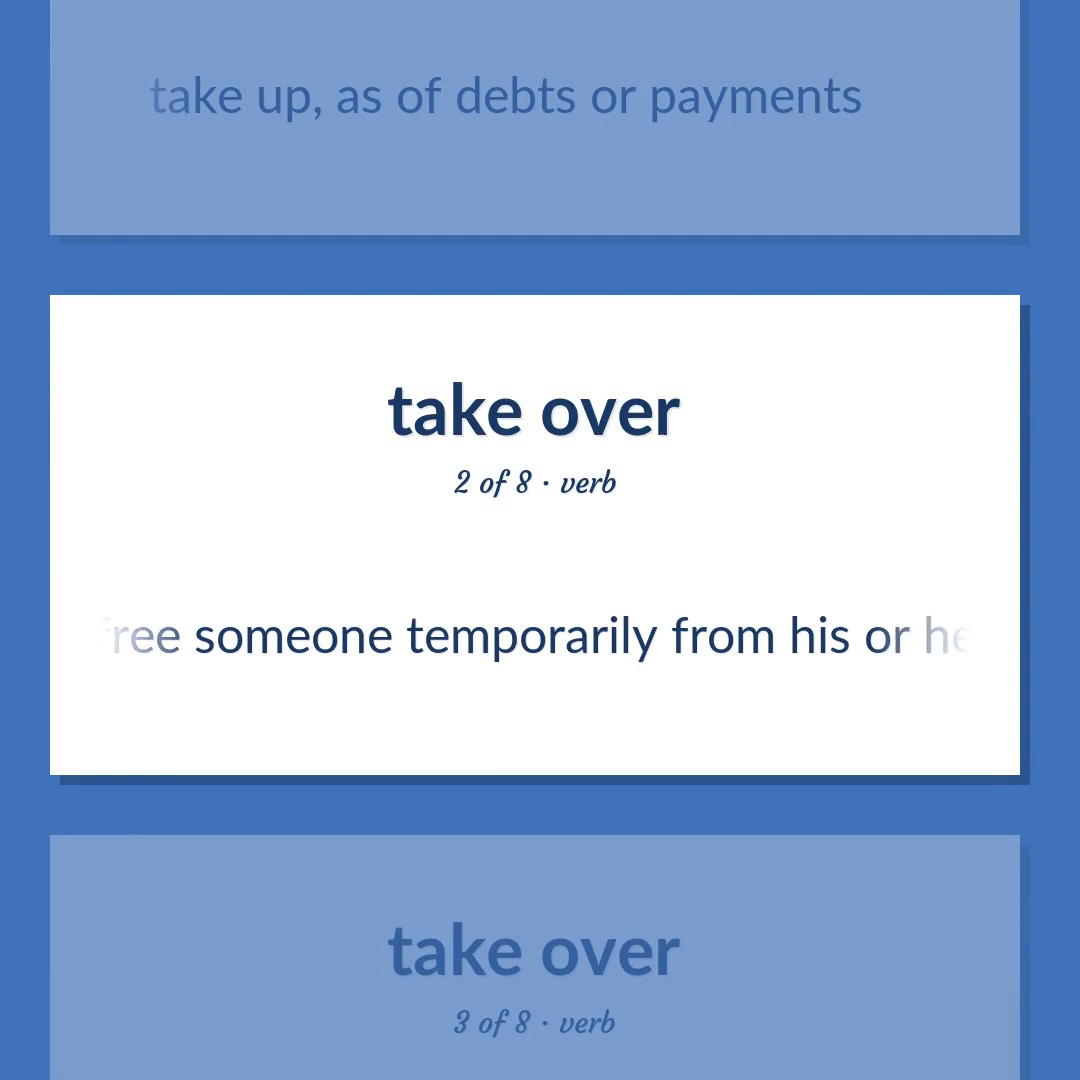 take up, as of debts or payments
take over
2 of 8 · verb
free someone temporarily from his or
take over
3 of 8 · verb